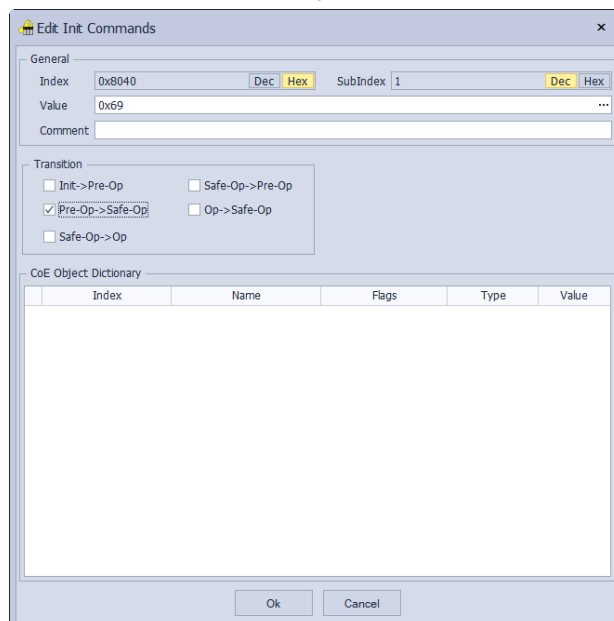 Edit Init Commands ×
General
Index 0x8040 Dec Hex SubIndex 1 Dec Hex
Value 0x69 ...
Comment
Transition
Init->Pre-Op Safe-Op->Pre-Op
Pre-Op->Safe-Op Op->Safe-Op
Safe-Op->Op
CoE Object Dictionary
Index Name Flags Type Value
Ok Cancel